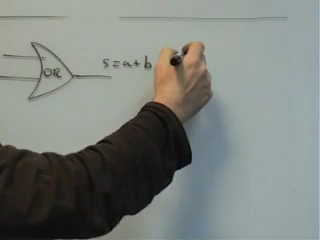 OR
s = a + b